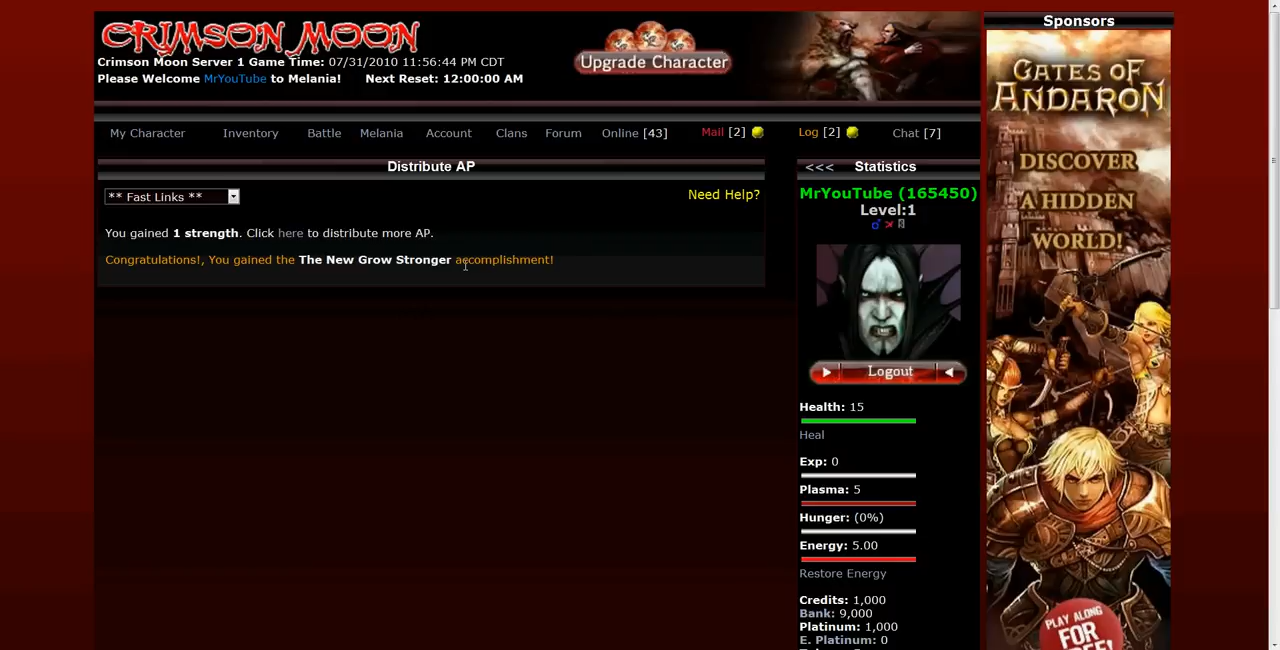 CRIMSON MOON
Crimson Moon Server 1 Game Time: 07/31/2010 11:56:44 PM CDT
Please Welcome MrYouTube to Melania! Next Reset: 12:00:00 AM
Upgrade Character
Sponsors
My Character Inventory Battle Melania Account Clans Forum Online [43] Mail [2] Log [2] Chat [7]
Distribute AP
** Fast Links **
Need Help?
You gained 1 strength. Click here to distribute more AP.
Congratulations!, You gained the The New Grow Stronger accomplishment!
<<< Statistics
MrYouTube (165450)
Level:1
Logout
Health: 15
Heal
Exp: 0
Plasma: 5
Hunger: (0%)
Energy: 5.00
Restore Energy
Credits: 1,000
Bank: 9,000
Platinum: 1,000
E. Platinum: 0
GATES OF
ANDARON
DISCOVER
A HIDDEN
WORLD!
PLAY ALONG
FOR
FREE!